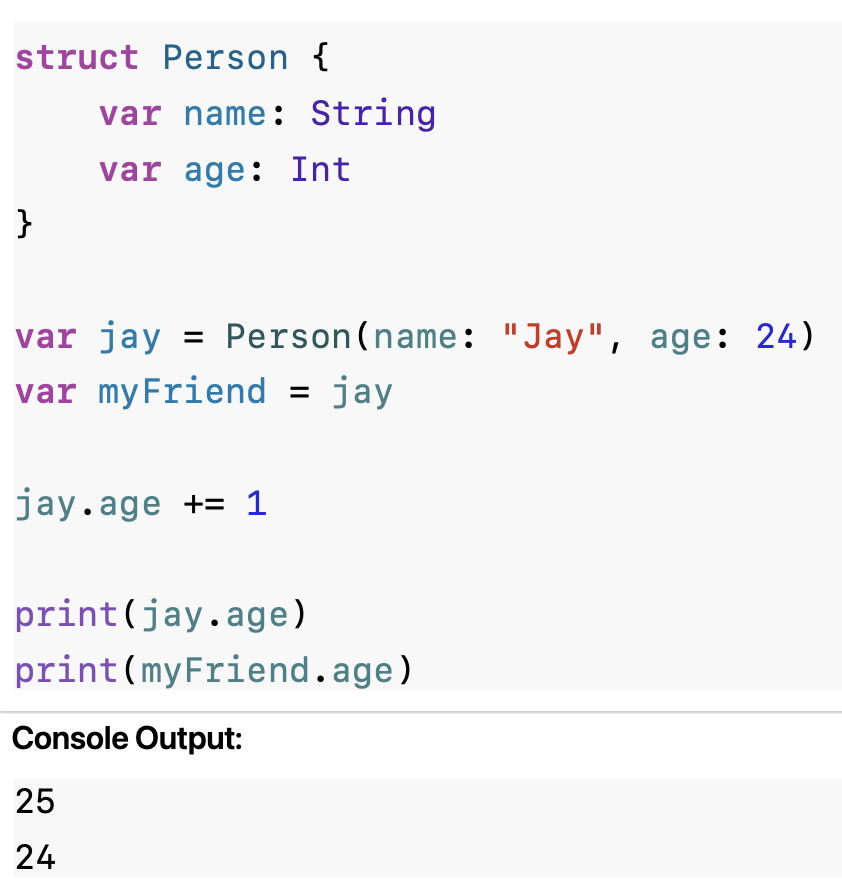 struct Person {
    var name: String
    var age: Int
}
var jay = Person(name: "Jay", age: 24)
var myFriend = jay
jay.age += 1
print(jay.age)
print(myFriend.age)
Console Output:
25
24